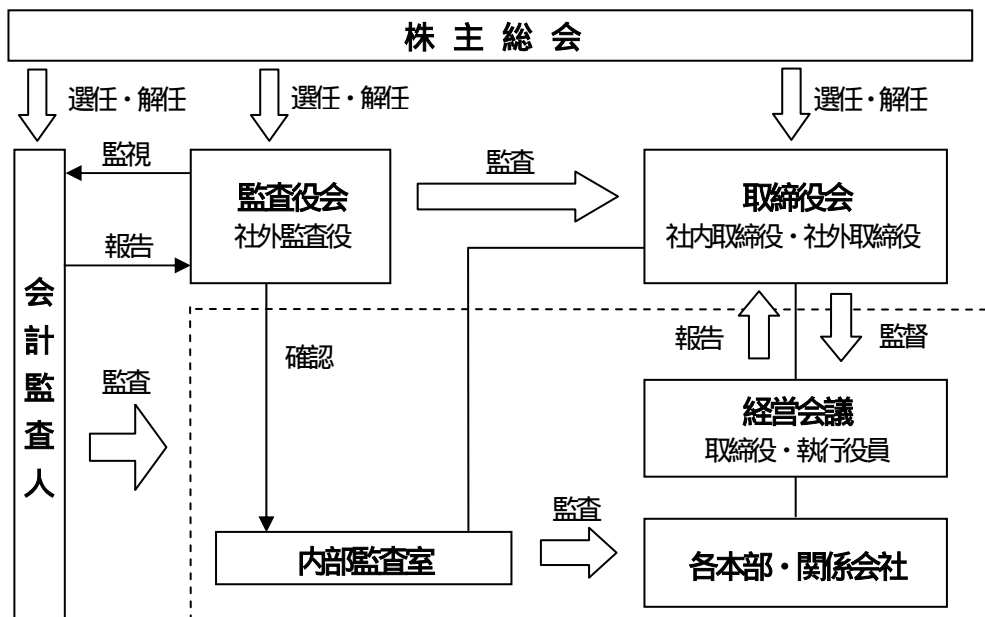 株主総会
選任・解任
選任・解任
選任・解任
監視
監査役会
社外監査役
監査
取締役会
社内取締役・社外取締役
報告
会計監査人
確認
報告
監督
監査
経営会議
取締役・執行役員
監査
内部監査室
各本部・関係会社